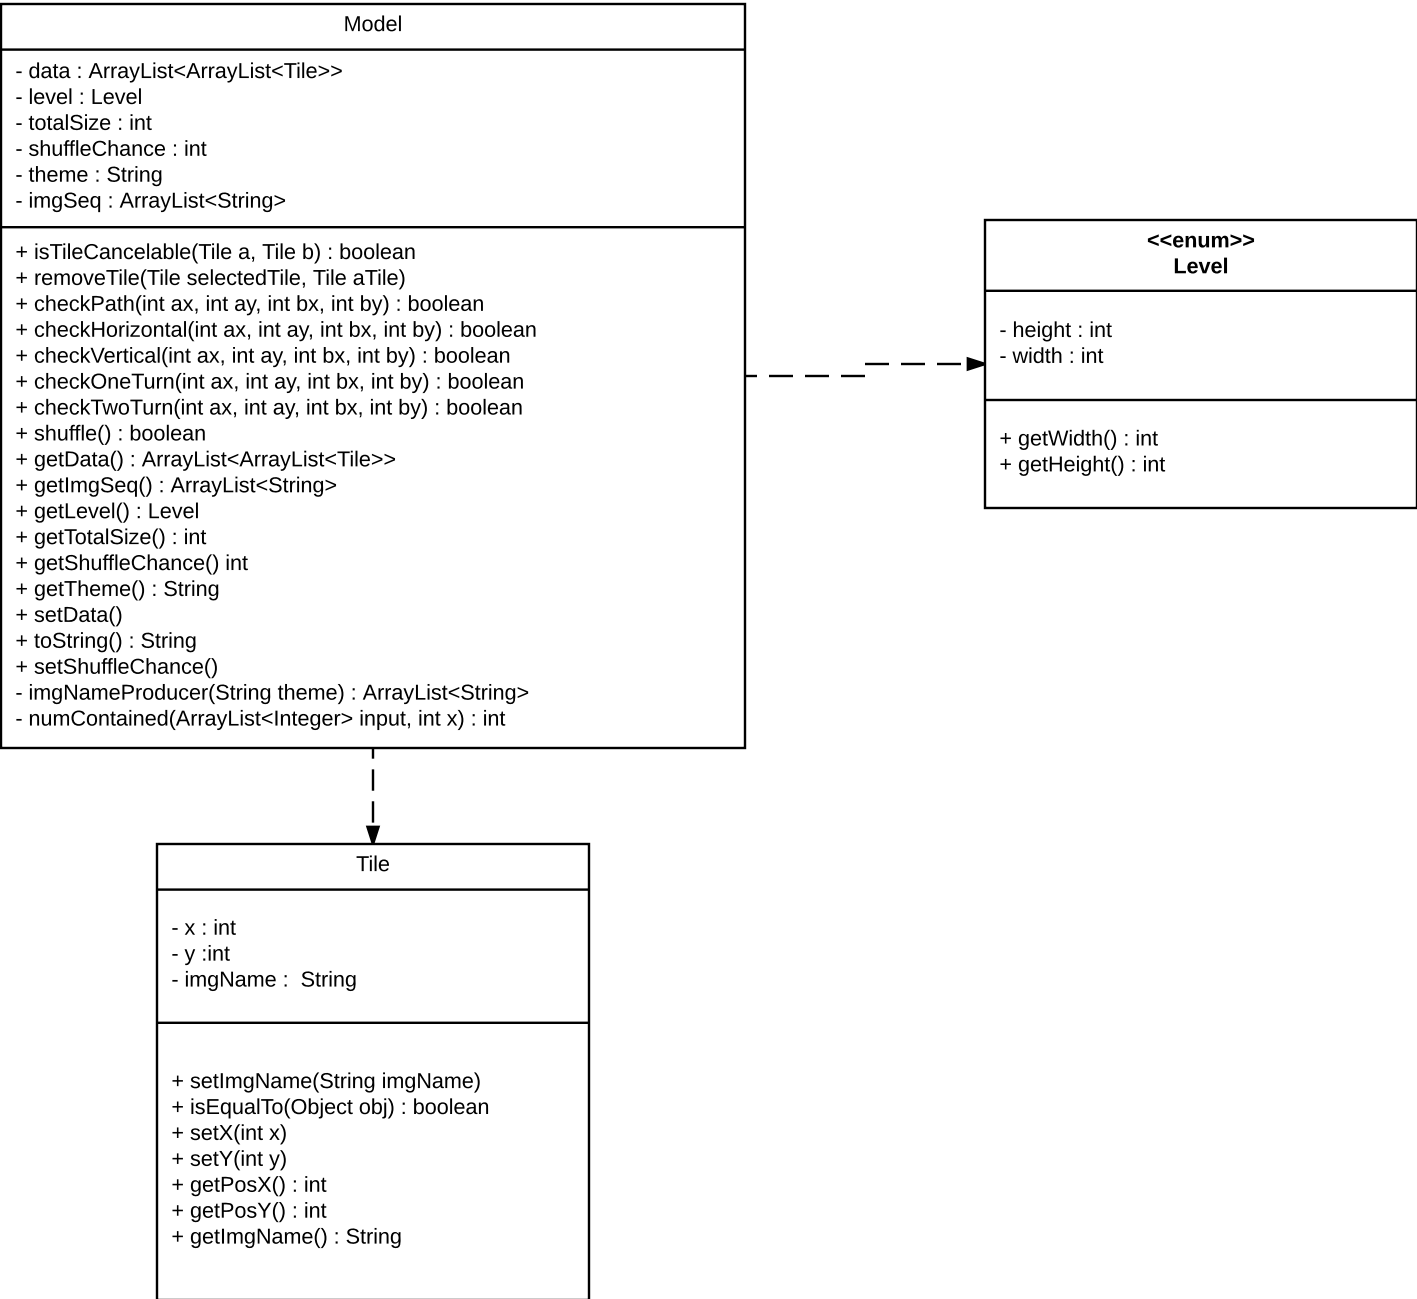 Model
- data : ArrayList<ArrayList<Tile>>
- level : Level
- totalSize : int
- shuffleChance : int
- theme : String
- imgSeq : ArrayList<String>
+ isTileCancelable(Tile a, Tile b) : boolean
+ removeTile(Tile selectedTile, Tile aTile)
+ checkPath(int ax, int ay, int bx, int by) : boolean
+ checkHorizontal(int ax, int ay, int bx, int by) : boolean
+ checkVertical(int ax, int ay, int bx, int by) : boolean
+ checkOneTurn(int ax, int ay, int bx, int by) : boolean
+ checkTwoTurn(int ax, int ay, int bx, int by) : boolean
+ shuffle() : boolean
+ getData() : ArrayList<ArrayList<Tile>>
+ getImgSeq() : ArrayList<String>
+ getLevel() : Level
+ getTotalSize() : int
+ getShuffleChance() int
+ getTheme() : String
+ setData()
+ toString() : String
+ setShuffleChance()
- imgNameProducer(String theme) : ArrayList<String>
- numContained(ArrayList<Integer> input, int x) : int
<<enum>>
Level
- height : int
- width : int
+ getWidth() : int
+ getHeight() : int
Tile
- x : int
- y :int
- imgName :  String
+ setImgName(String imgName)
+ isEqualTo(Object obj) : boolean
+ setX(int x)
+ setY(int y)
+ getPosX() : int
+ getPosY() : int
+ getImgName() : String